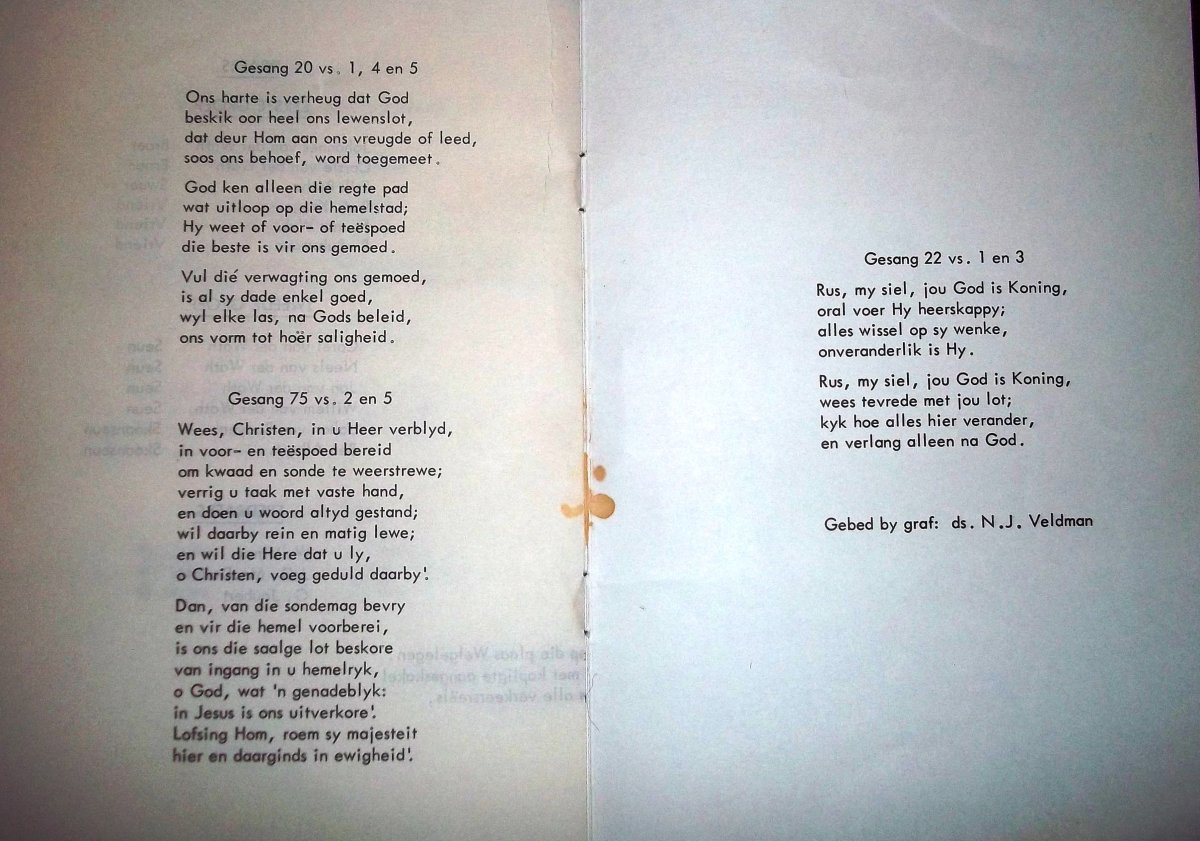 Gesang 20 vs. 1, 4 en 5
Ons harte is verheug dat God
beskik oor heel ons lewenslot,
dat deur Hom aan ons vreugde of leed,
soos ons behoef, word toegemeet.
God ken alleen die regte pad
wat uitloop op die hemelstad;
Hy weet of voor- of teëspoed
die beste is vir ons gemoed.
Vul dié verwagting ons gemoed,
is al sy dade enkel goed,
wyl elke las, na Gods beleid,
ons vorm tot hoër saligheid.
Gesang 75 vs. 2 en 5
Wees, Christen, in u Heer verblyd,
in voor- en teëspoed bereid
om kwaad en sonde te weerstrewe;
verrig u taak met vaste hand,
en doen u woord altyd gestand;
wil daarby rein en matig lewe;
en wil die Here dat u ly,
o Christen, voeg geduld daarby!
Dan, van die sondemag bevry
en vir die hemel voorberei,
is ons die saalge lot beskore
van ingang in u hemelryk,
o God, wat 'n genadeblyk:
in Jesus is ons uitverkore!
Lofsing Hom, roem sy majesteit
hier en daarginds in ewigheid!
Gesang 22 vs. 1 en 3
Rus, my siel, jou God is Koning,
oral voer Hy heerskappy;
alles wissel op sy wenke,
onveranderlik is Hy.
Rus, my siel, jou God is Koning,
wees tevrede met jou lot;
kyk hoe alles hier verander,
en verlang alleen na God.
Gebed by graf: ds. N.J. Veldman